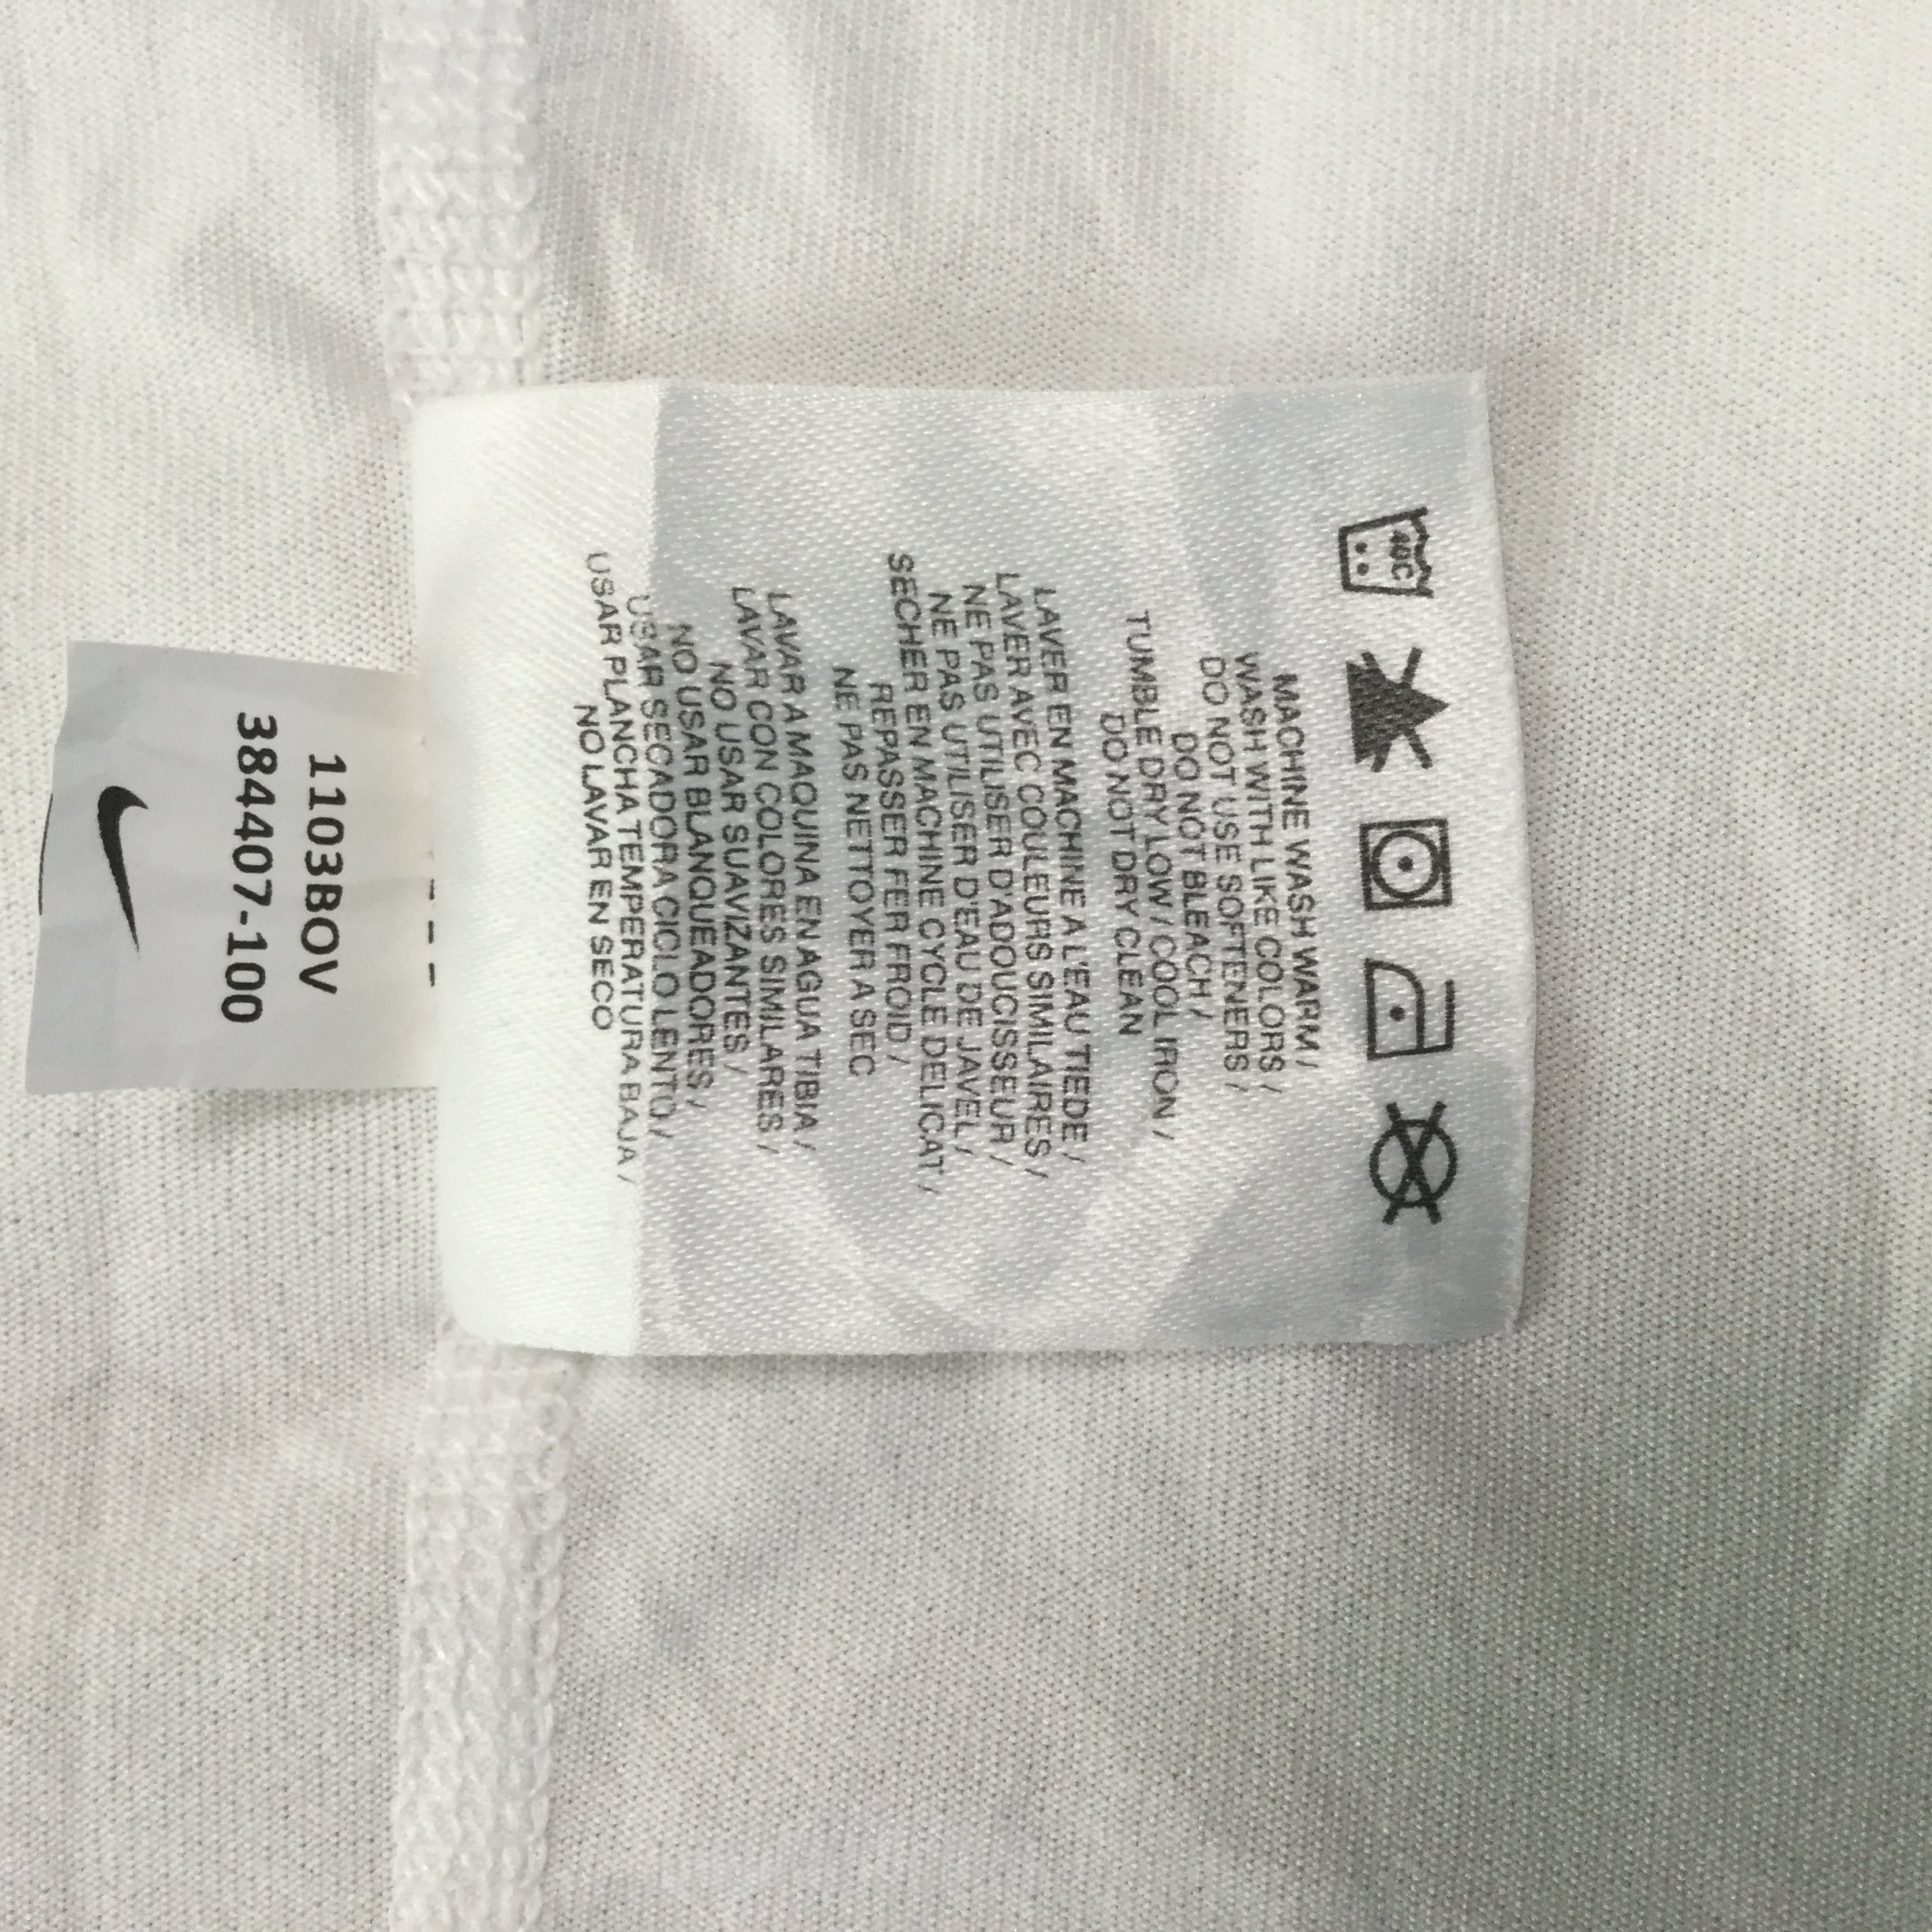 40C
MACHINE WASH WARM /
WASH WITH LIKE COLORS /
DO NOT USE SOFTENERS /
DO NOT BLEACH /
TUMBLE DRY LOW / COOL IRON /
DO NOT DRY CLEAN
LAVER EN MACHINE A L'EAU TIEDE /
LAVER AVEC COULEURS SIMILAIRES /
NE PAS UTILISER D'ADOUCISSEUR /
NE PAS UTILISER D'EAU DE JAVEL /
SECHER EN MACHINE CYCLE DELICAT /
REPASSER FER FROID /
NE PAS NETTOYER A SEC
LAVAR A MAQUINA EN AGUA TIBIA /
LAVAR CON COLORES SIMILARES /
NO USAR SUAVIZANTES /
NO USAR BLANQUEADORES /
USAR SECADORA CICLO LENTO /
USAR PLANCHA TEMPERATURA BAJA /
NO LAVAR EN SECO
1103BOV
384407-100